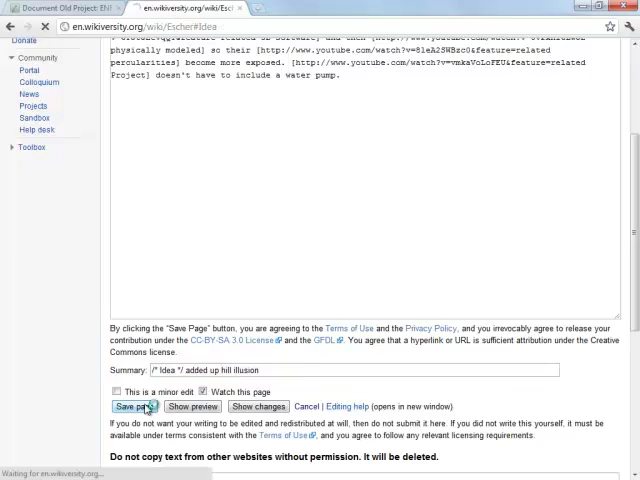 Document Old Project: ENE
en.wikiversity.org/wiki/Esch
en.wikiversity.org/wiki/Escher#Idea
Donate
Community
Portal
Colloquium
News
Projects
Sandbox
Help desk
Toolbox
physically modeled] so their [http://www.youtube.com/watch?v=8leA2SWBzc0&feature=related
percularities] become more exposed. [http://www.youtube.com/watch?v=vmkaVoLoFEU&feature=related
Project] doesn't have to include a water pump.
By clicking the "Save Page" button, you are agreeing to the Terms of Use and the Privacy Policy, and you irrevocably agree to release your
contribution under the CC-BY-SA 3.0 License and the GFDL. You agree that a hyperlink or URL is sufficient attribution under the Creative
Commons license.
Summary: /* Idea */ added up hill illusion
This is a minor edit Watch this page
Save Show preview Show changes Cancel | Editing help (opens in new window)
If you do not want your writing to be edited and redistributed at will, then do not submit it here. If you did not write this yourself, it must be
available under terms consistent with the Terms of Use, and you agree to follow any relevant licensing requirements.
Do not copy text from other websites without permission. It will be deleted.
Waiting for en.wikiversity.org...